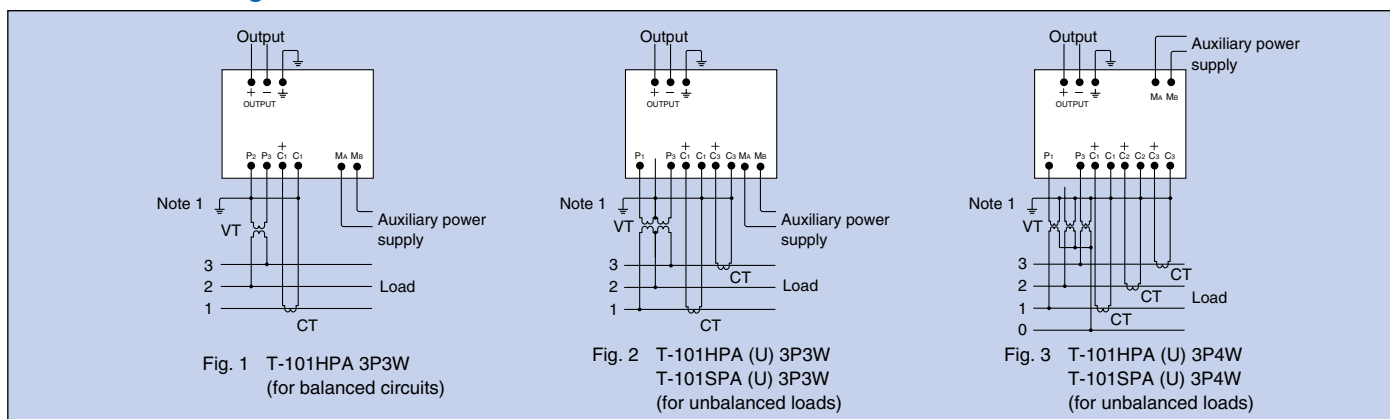 Output
+ − ⏚
OUTPUT
P2 P3 +C1 C1 MA MB
Note 1
VT
Auxiliary power
supply
3
2
1
Load
CT
Fig. 1 T-101HPA 3P3W
(for balanced circuits)
Output
+ − ⏚
OUTPUT
P1 P3 +C1 C1 +C3 C3 MA MB
Note 1
VT
Auxiliary power
supply
3
2
1
CT
Load
CT
Fig. 2 T-101HPA (U) 3P3W
T-101SPA (U) 3P3W
(for unbalanced loads)
Output
Auxiliary power
supply
+ − ⏚
OUTPUT
MA MB
P1 P3 +C1 C1 +C2 C2 +C3 C3
Note 1
VT
3
2
1
0
CT
CT
Load
CT
Fig. 3 T-101HPA (U) 3P4W
T-101SPA (U) 3P4W
(for unbalanced loads)